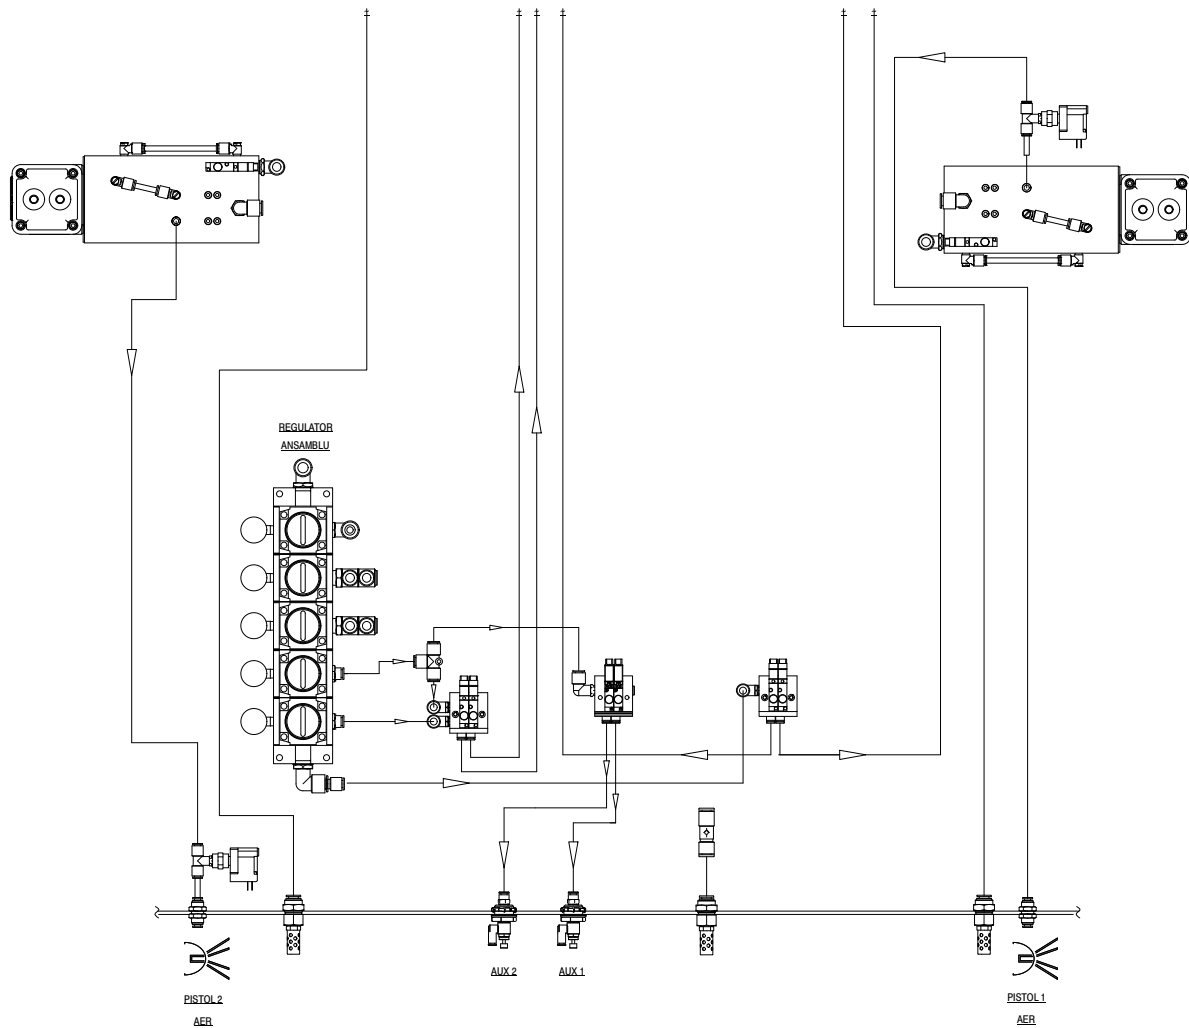 REGULATOR
ANSAMBLU
AUX 2
AUX 1
PISTOL 2
AER
PISTOL 1
AER